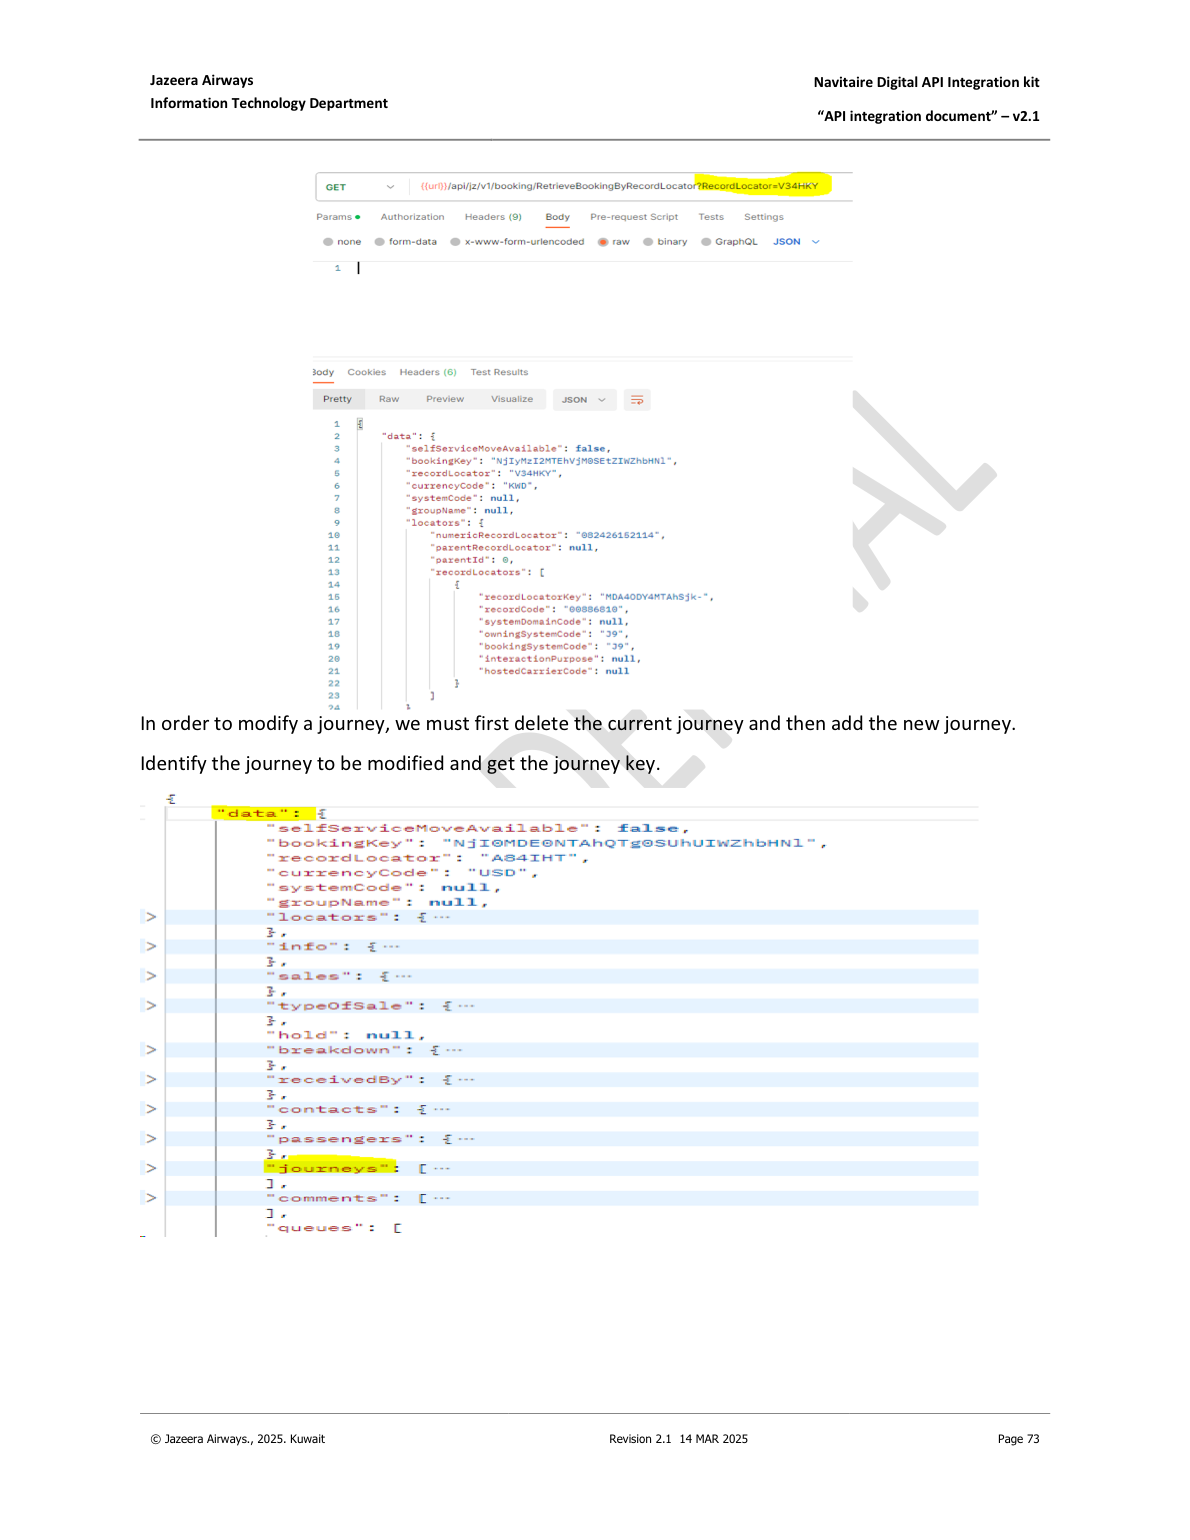 Jazeera Airways
Information Technology Department
Navitaire Digital API Integration kit
“API integration document” – v2.1
GET {{url}}/api/jz/v1/booking/RetrieveBookingByRecordLocator?RecordLocator=V34HKY
Params Authorization Headers (9) Body Pre-request Script Tests Settings
none form-data x-www-form-urlencoded raw binary GraphQL JSON
1
Body Cookies Headers (6) Test Results
Pretty Raw Preview Visualize JSON
1 {
2 "data": {
3 "selfServiceMoveAvailable": false,
4 "bookingKey": "NjIyMzI2MTEhVjM0SEtZIWZhbHNl",
5 "recordLocator": "V34HKY",
6 "currencyCode": "KWD",
7 "systemCode": null,
8 "groupName": null,
9 "locators": {
10 "numericRecordLocator": "082426152114",
11 "parentRecordLocator": null,
12 "parentId": 0,
13 "recordLocators": [
14 {
15 "recordLocatorKey": "MDA4ODY4MTAhSjk-",
16 "recordCode": "00886810",
17 "systemDomainCode": null,
18 "owningSystemCode": "J9",
19 "bookingSystemCode": "J9",
20 "interactionPurpose": null,
21 "hostedCarrierCode": null
22 }
23 ]
24 }
In order to modify a journey, we must first delete the current journey and then add the new journey.
Identify the journey to be modified and get the journey key.
{
"data": {
"selfServiceMoveAvailable": false,
"bookingKey": "NjI0MDE0NTAhQTg0SUhUIWZhbHNl",
"recordLocator": "A84IHT",
"currencyCode": "USD",
"systemCode": null,
"groupName": null,
> "locators": { ···
},
> "info": { ···
},
> "sales": { ···
},
> "typeOfSale": { ···
},
"hold": null,
> "breakdown": { ···
},
> "receivedBy": { ···
},
> "contacts": { ···
},
> "passengers": { ···
},
> "journeys": [ ···
],
> "comments": [ ···
],
"queues": [
© Jazeera Airways., 2025. Kuwait
Revision 2.1 14 MAR 2025
Page 73